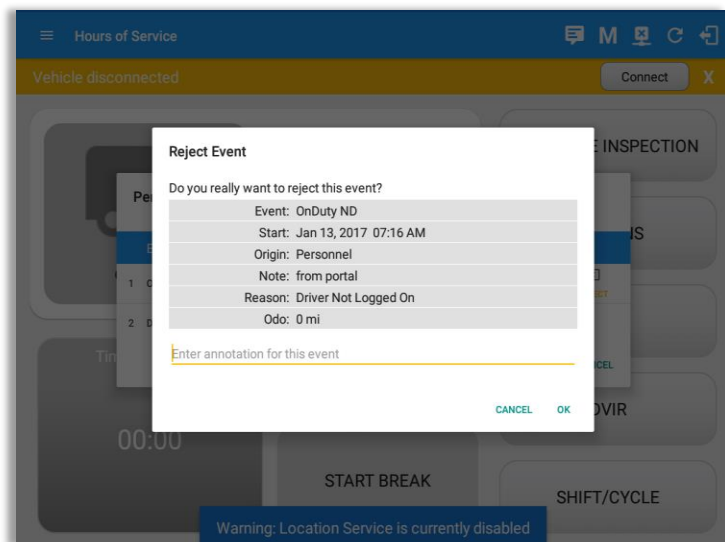 Hours of Service
M
Vehicle disconnected
Connect
X
INSPECTION
Reject Event
Do you really want to reject this event?
Event: OnDuty ND
Start: Jan 13, 2017 07:16 AM
Origin: Personnel
Note: from portal
Reason: Driver Not Logged On
Odo: 0 mi
Enter annotation for this event
CANCEL
OK
1
2
00:00
START BREAK
SHIFT/CYCLE
Warning: Location Service is currently disabled